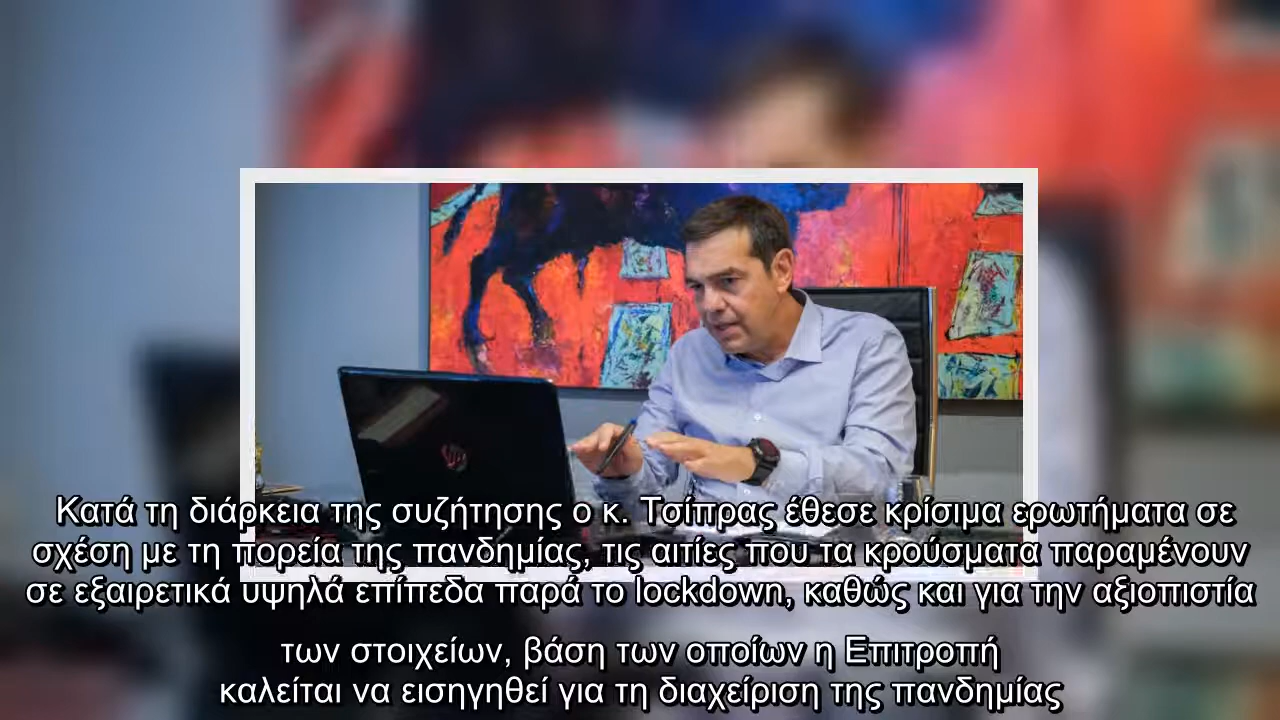 Κατά τη διάρκεια της συζήτησης ο κ. Τσίπρας έθεσε κρίσιμα ερωτήματα σε
σχέση με τη πορεία της πανδημίας, τις αιτίες που τα κρούσματα παραμένουν
σε εξαιρετικά υψηλά επίπεδα παρά το lockdown, καθώς και για την αξιοπιστία
των στοιχείων, βάση των οποίων η Επιτροπή
καλείται να εισηγηθεί για τη διαχείριση της πανδημίας